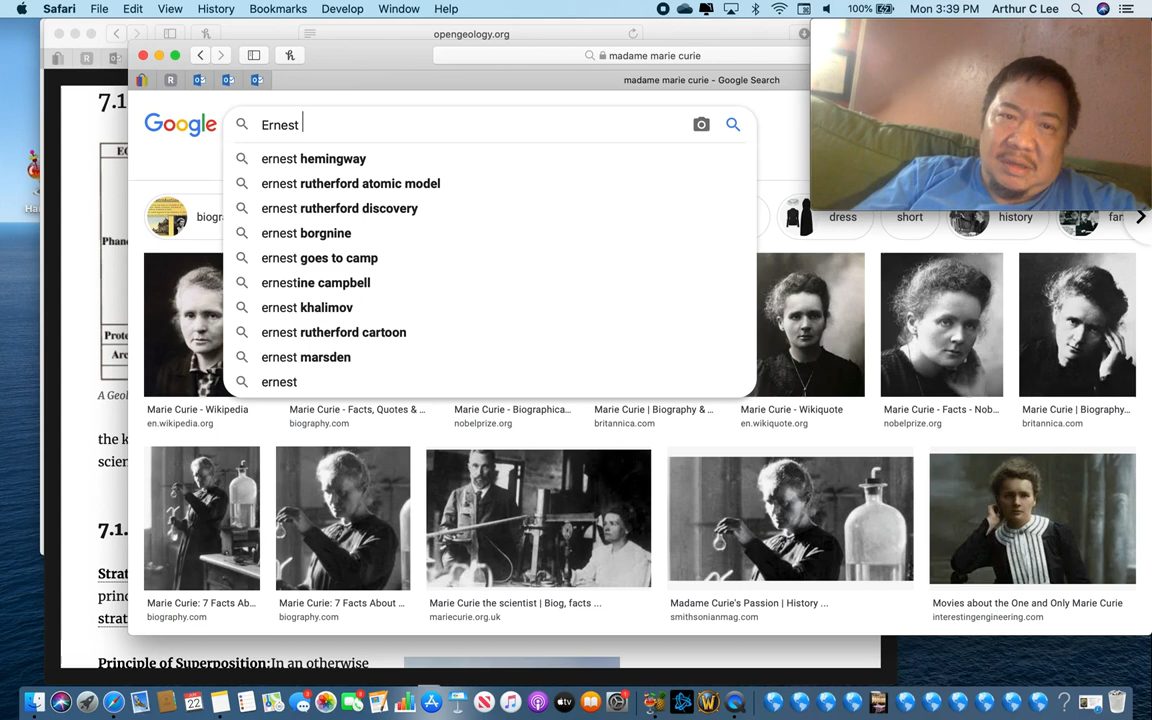 Safari File Edit View History Bookmarks Develop Window Help 100% Mon 3:39 PM Arthur C Lee
opengeology.org
madame marie curie
madame marie curie - Google Search
7.1
Google
Ernest
ernest hemingway
ernest rutherford atomic model
ernest rutherford discovery
ernest borgnine
ernest goes to camp
ernestine campbell
ernest khalimov
ernest rutherford cartoon
ernest marsden
ernest
biogr
dress
short
history
far
Phane
Prote
Arc
A Geol
the k
scien
Marie Curie - Wikipedia
en.wikipedia.org
Marie Curie - Facts, Quotes & ...
biography.com
Marie Curie - Biographica...
nobelprize.org
Marie Curie | Biography & ...
britannica.com
Marie Curie - Wikiquote
en.wikiquote.org
Marie Curie - Facts - Nob...
nobelprize.org
Marie Curie | Biography...
britannica.com
7.1.
Strat
princ
strat
Marie Curie: 7 Facts Ab...
biography.com
Marie Curie: 7 Facts About ...
biography.com
Marie Curie the scientist | Biog, facts ...
mariecurie.org.uk
Madame Curie's Passion | History ...
smithsonianmag.com
Movies about the One and Only Marie Curie
interestingengineering.com
Principle of Superposition:In an otherwise